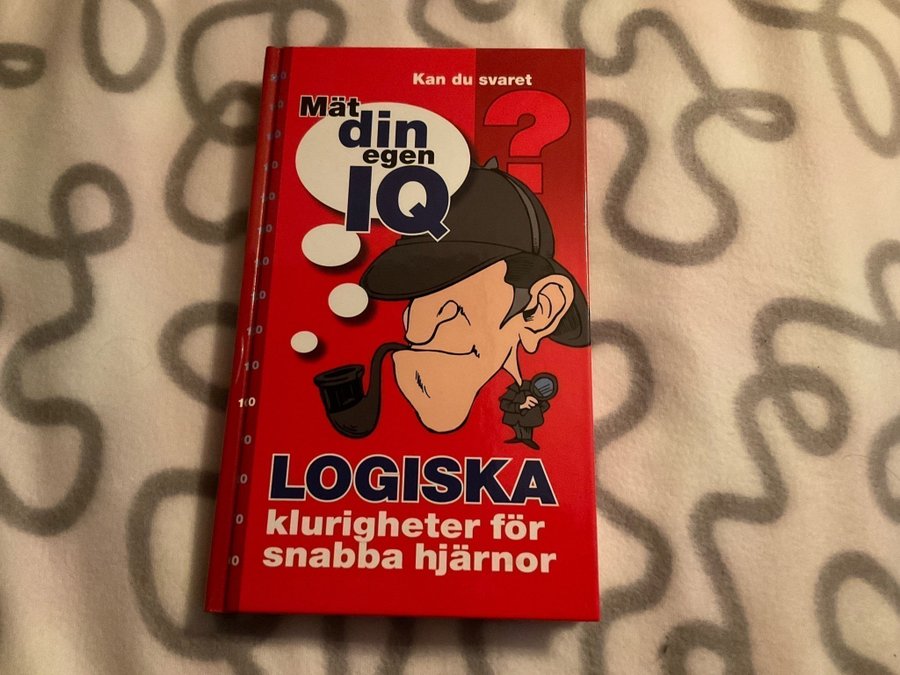 Kan du svaret
?
Mät
din
egen
IQ
LOGISKA
klurigheter för
snabba hjärnor